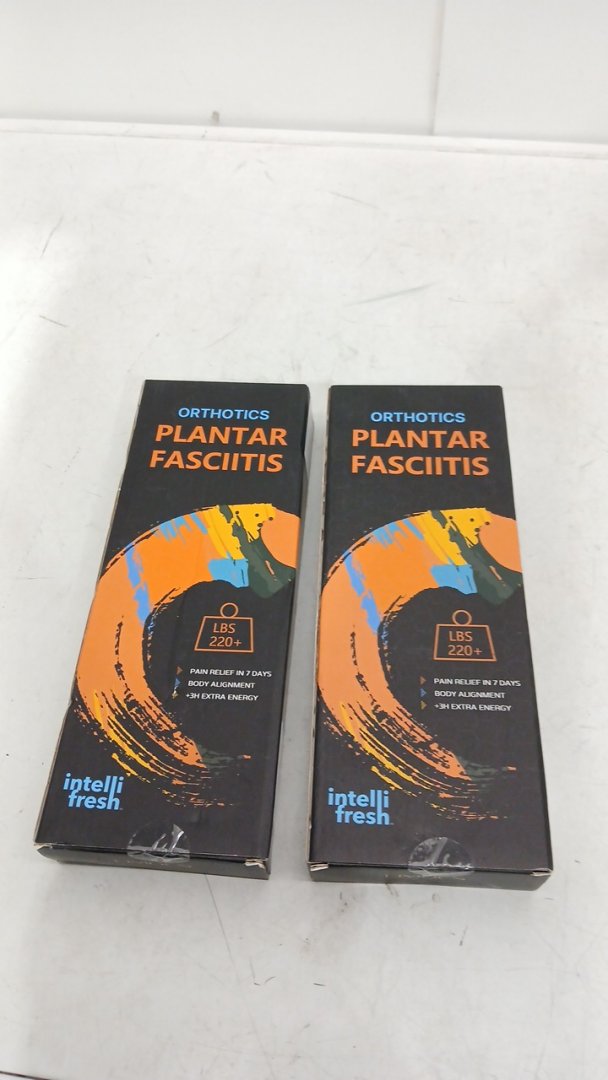 ORTHOTICS
PLANTAR
FASCIITIS
LBS
220+
PAIN RELIEF IN 7 DAYS
BODY ALIGNMENT
+3H EXTRA ENERGY
intelli
fresh
ORTHOTICS
PLANTAR
FASCIITIS
LBS
220+
PAIN RELIEF IN 7 DAYS
BODY ALIGNMENT
+3H EXTRA ENERGY
intelli
fresh